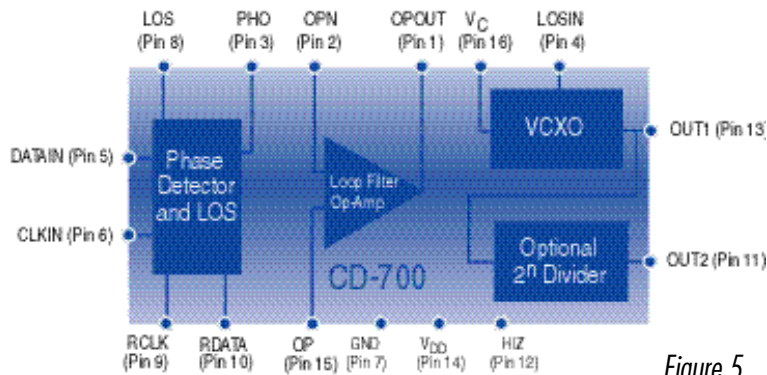 LOS
(Pin 8)
PHO
(Pin 3)
OPN
(Pin 2)
OPOUT
(Pin 1)
VC
(Pin 16)
LOSIN
(Pin 4)
DATAIN (Pin 5)
CLKIN (Pin 6)
Phase
Detector
and LOS
Loop Filter
Op-Amp
VCXO
OUT1 (Pin 13)
Optional
2n Divider
OUT2 (Pin 11)
CD-700
RCLK
(Pin 9)
RDATA
(Pin 10)
OP
(Pin 15)
GND
(Pin 7)
VDD
(Pin 14)
HIZ
(Pin 12)
Figure 5